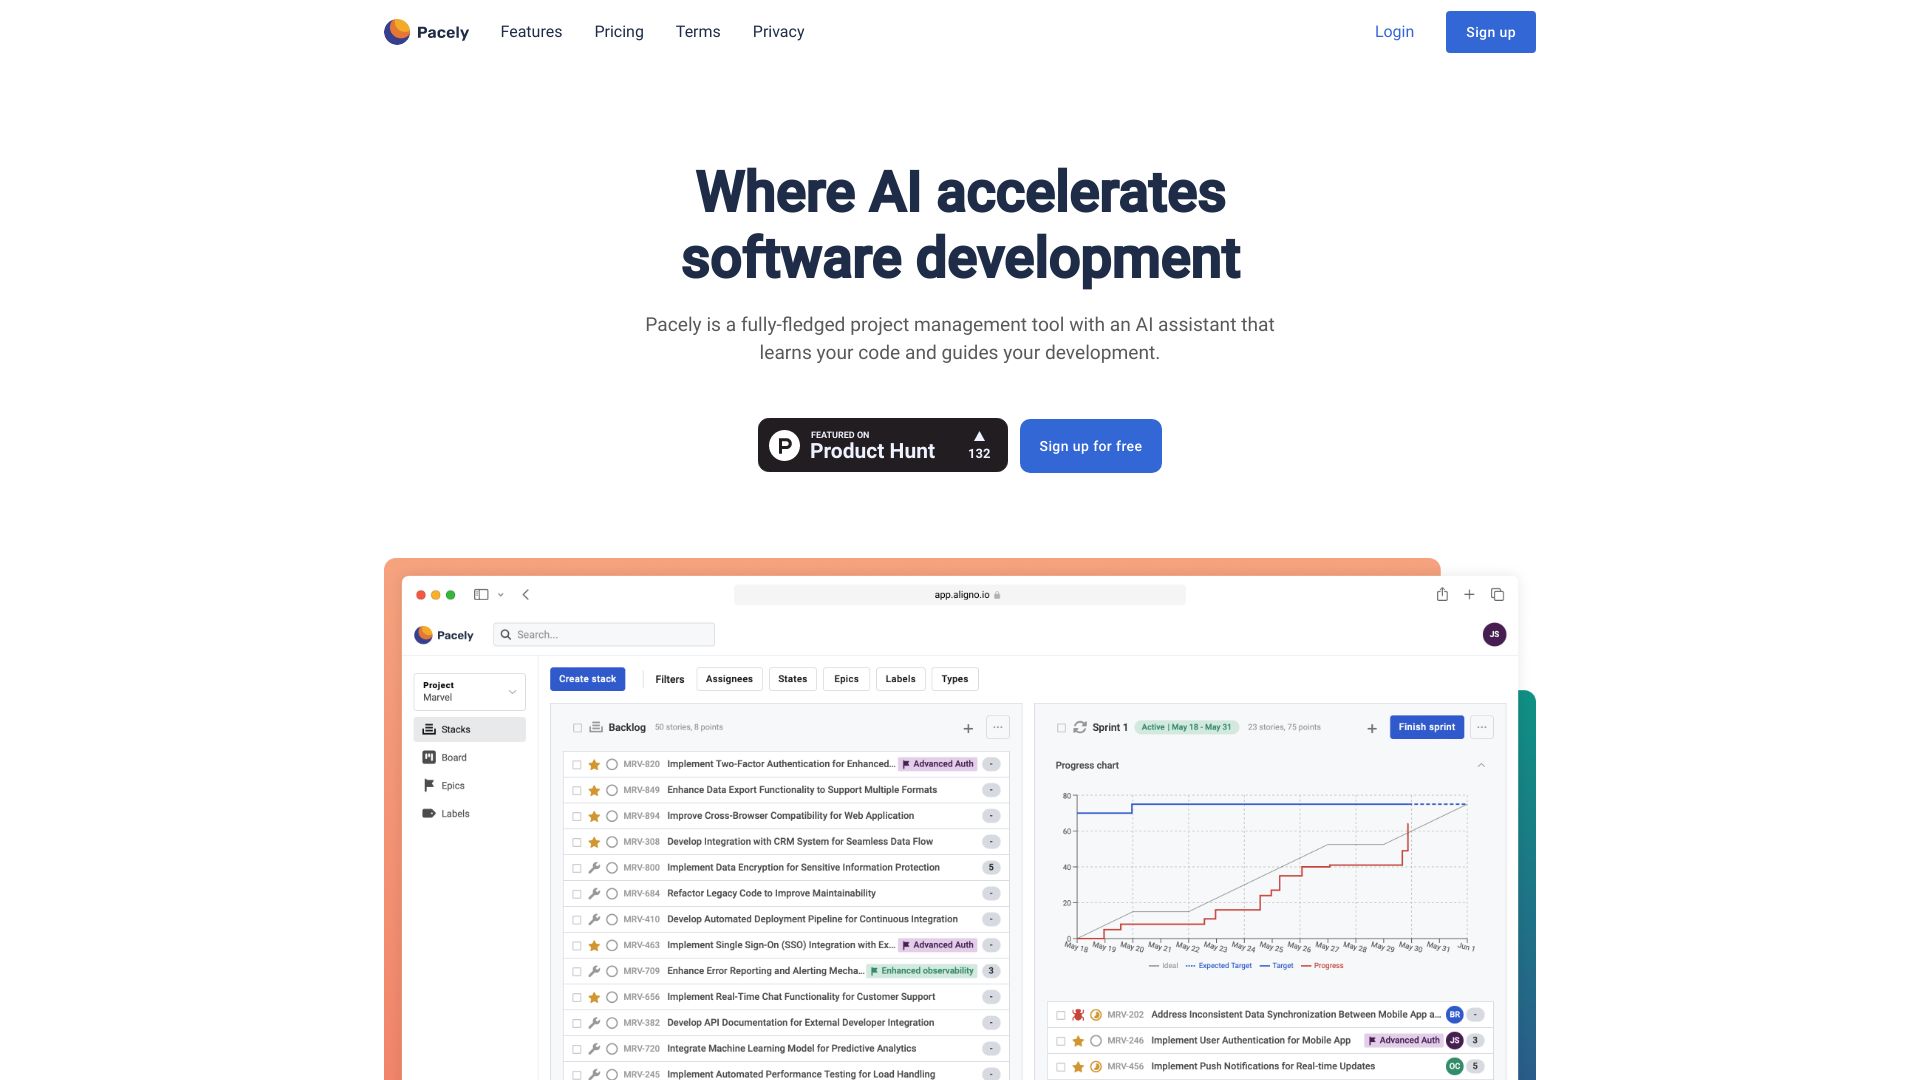 Pacely Features Pricing Terms Privacy Login Sign up
Where AI accelerates
software development
Pacely is a fully-fledged project management tool with an AI assistant that
learns your code and guides your development.
FEATURED ON
Product Hunt
132
Sign up for free
app.aligno.io
Pacely Search... JS
Project
Marvel
Stacks
Board
Epics
Labels
Create stack Filters Assignees States Epics Labels Types
Backlog 50 stories, 8 points
MRV-820 Implement Two-Factor Authentication for Enhanced... Advanced Auth -
MRV-849 Enhance Data Export Functionality to Support Multiple Formats -
MRV-894 Improve Cross-Browser Compatibility for Web Application -
MRV-308 Develop Integration with CRM System for Seamless Data Flow -
MRV-800 Implement Data Encryption for Sensitive Information Protection 5
MRV-684 Refactor Legacy Code to Improve Maintainability -
MRV-410 Develop Automated Deployment Pipeline for Continuous Integration -
MRV-463 Implement Single Sign-On (SSO) Integration with Ex... Advanced Auth -
MRV-709 Enhance Error Reporting and Alerting Mecha... Enhanced observability 3
MRV-656 Implement Real-Time Chat Functionality for Customer Support -
MRV-382 Develop API Documentation for External Developer Integration -
MRV-720 Integrate Machine Learning Model for Predictive Analytics -
MRV-245 Implement Automated Performance Testing for Load Handling -
Sprint 1 Active | May 18 - May 31 23 stories, 75 points Finish sprint
Progress chart
80
60
40
20
0
May 18 May 19 May 20 May 21 May 22 May 23 May 24 May 25 May 26 May 27 May 28 May 29 May 30 May 31 Jun 1
Ideal Expected Target Target Progress
MRV-202 Address Inconsistent Data Synchronization Between Mobile App a... BR -
MRV-246 Implement User Authentication for Mobile App Advanced Auth JS 3
MRV-456 Implement Push Notifications for Real-time Updates OC 5